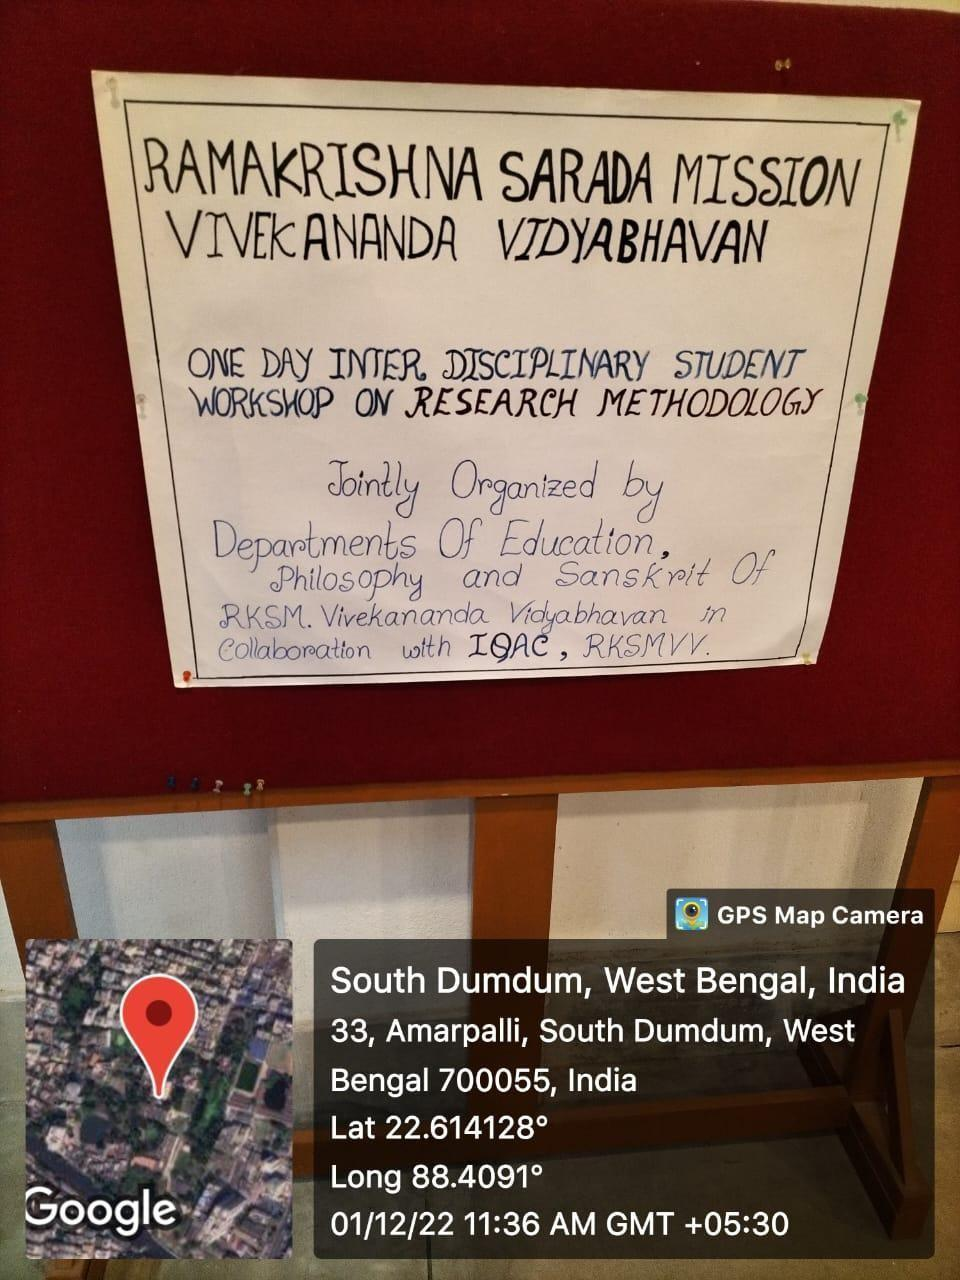 RAMAKRISHNA SARADA MISSION
VIVEKANANDA VIDYABHAVAN
ONE DAY INTER DISCIPLINARY STUDENT
WORKSHOP ON RESEARCH METHODOLOGY
Jointly Organized by
Departments Of Education,
Philosophy and Sanskrit Of
RKSM. Vivekananda Vidyabhavan in
Collaboration with IQAC, RKSMVV.
GPS Map Camera
South Dumdum, West Bengal, India
33, Amarpalli, South Dumdum, West
Bengal 700055, India
Lat 22.614128°
Long 88.4091°
01/12/22 11:36 AM GMT +05:30
Google